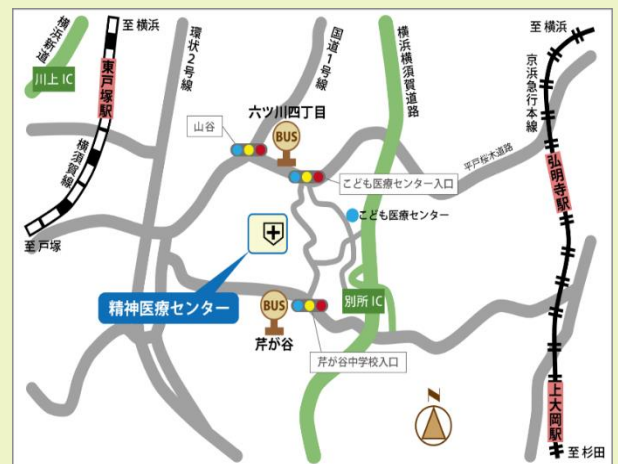 至 横浜
横浜新道
川上 IC
東戸塚駅
横須賀線
至 戸塚
環状２号線
国道１号線
横浜横須賀道路
至 横浜
京浜急行本線
六ツ川四丁目
BUS
山谷
こども医療センター入口
平戸桜木道路
弘明寺駅
こども医療センター
精神医療センター
BUS
芹が谷
別所 IC
芹が谷中学校入口
N
上大岡駅
至 杉田